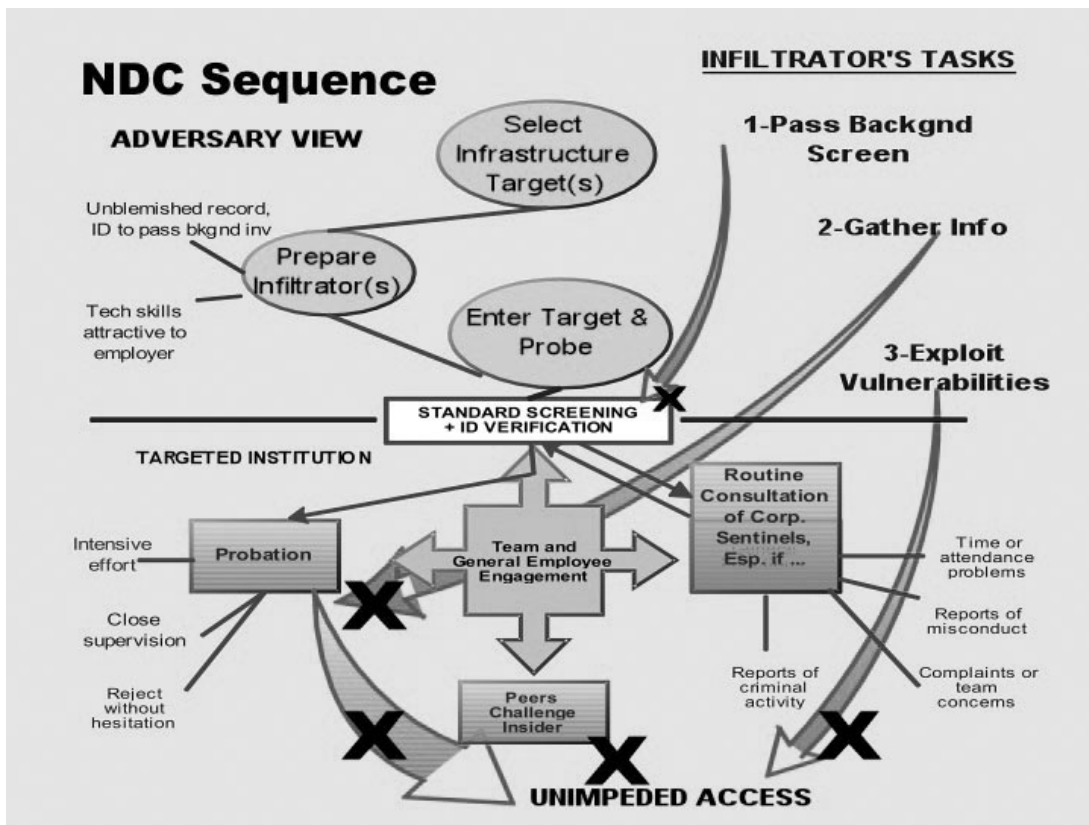 NDC Sequence
ADVERSARY VIEW
Select
Infrastructure
Target(s)
INFILTRATOR'S TASKS
1-Pass Backgnd
Screen
Unblemished record,
ID to pass bkgnd inv
Prepare
Infiltrator(s)
2-Gather Info
Tech skills
attractive to
employer
Enter Target &
Probe
3-Exploit
Vulnerabilities
STANDARD SCREENING
+ ID VERIFICATION
TARGETED INSTITUTION
Intensive
effort
Probation
Close
supervision
Reject
without
hesitation
Team and
General Employee
Engagement
Peers
Challenge
Insider
Routine
Consultation
of Corp.
Sentinels,
Esp. if ...
Time or
attendance
problems
Reports of
misconduct
Complaints or
team
concerns
Reports of
criminal
activity
UNIMPEDED ACCESS